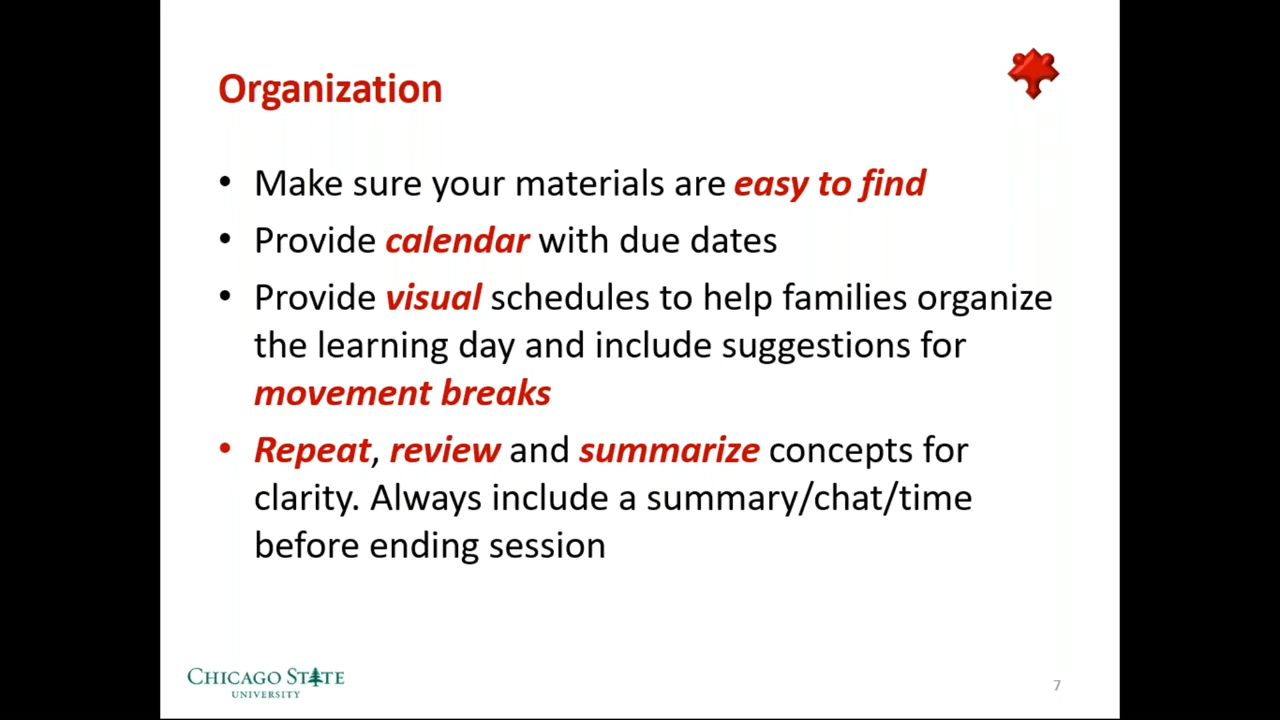 Organization
• Make sure your materials are easy to find
• Provide calendar with due dates
• Provide visual schedules to help families organize
the learning day and include suggestions for
movement breaks
• Repeat, review and summarize concepts for
clarity. Always include a summary/chat/time
before ending session
CHICAGO STATE
UNIVERSITY
7